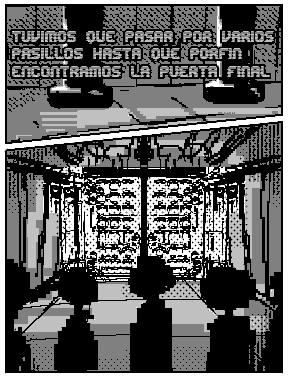 TUVIMOS QUE PASAR POR VARIOS
PASILLOS HASTA QUE PORFIN
ENCONTRAMOS LA PUERTA FINAL